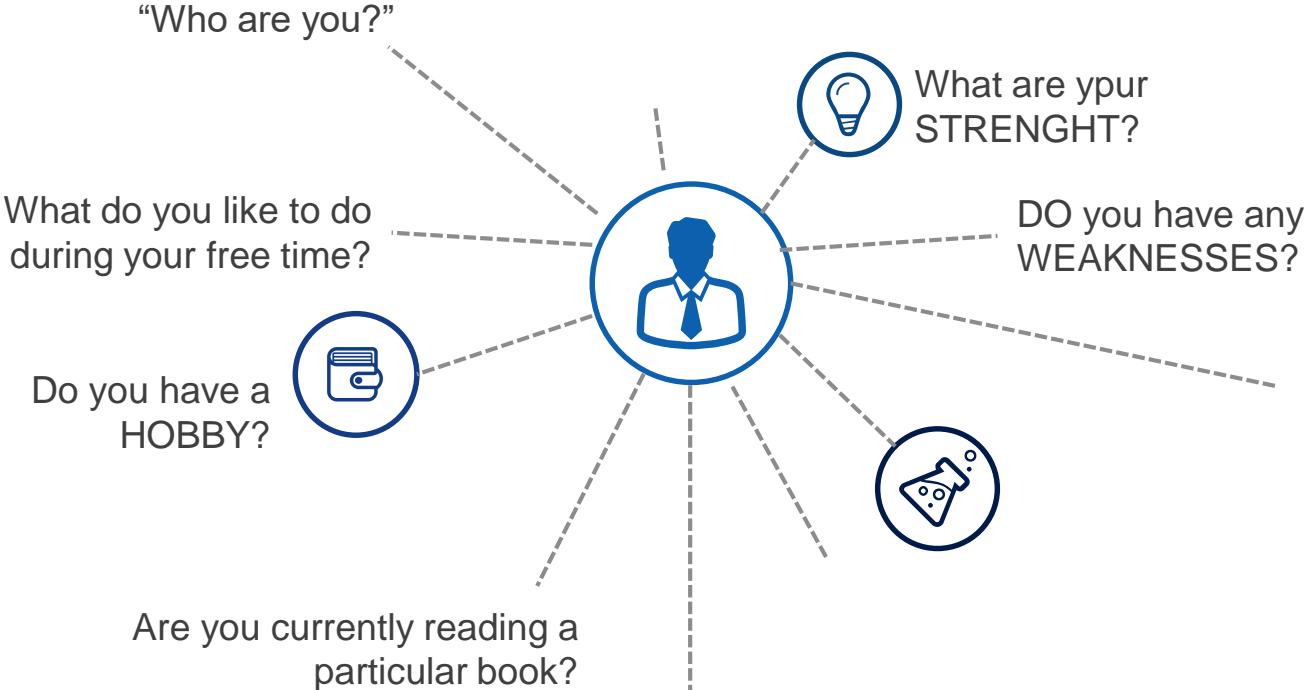 “Who are you?”
What are ypur
STRENGHT?
What do you like to do
during your free time?
DO you have any
WEAKNESSES?
Do you have a
HOBBY?
Are you currently reading a
particular book?